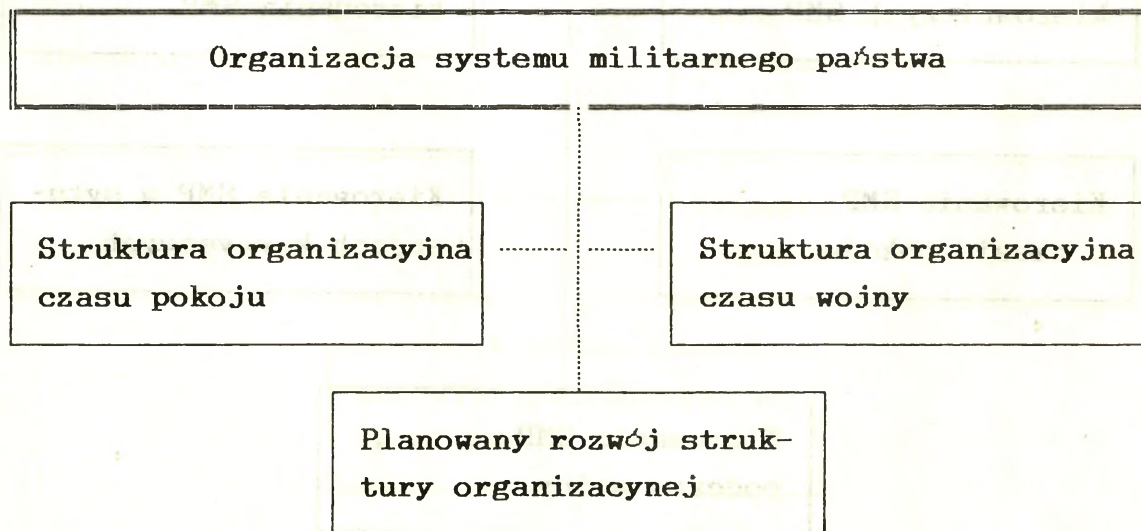 Organizacja systemu militarnego państwa
Struktura organizacyjna
czasu pokoju
Struktura organizacyjna
czasu wojny
Planowany rozwój struk-
tury organizacynej